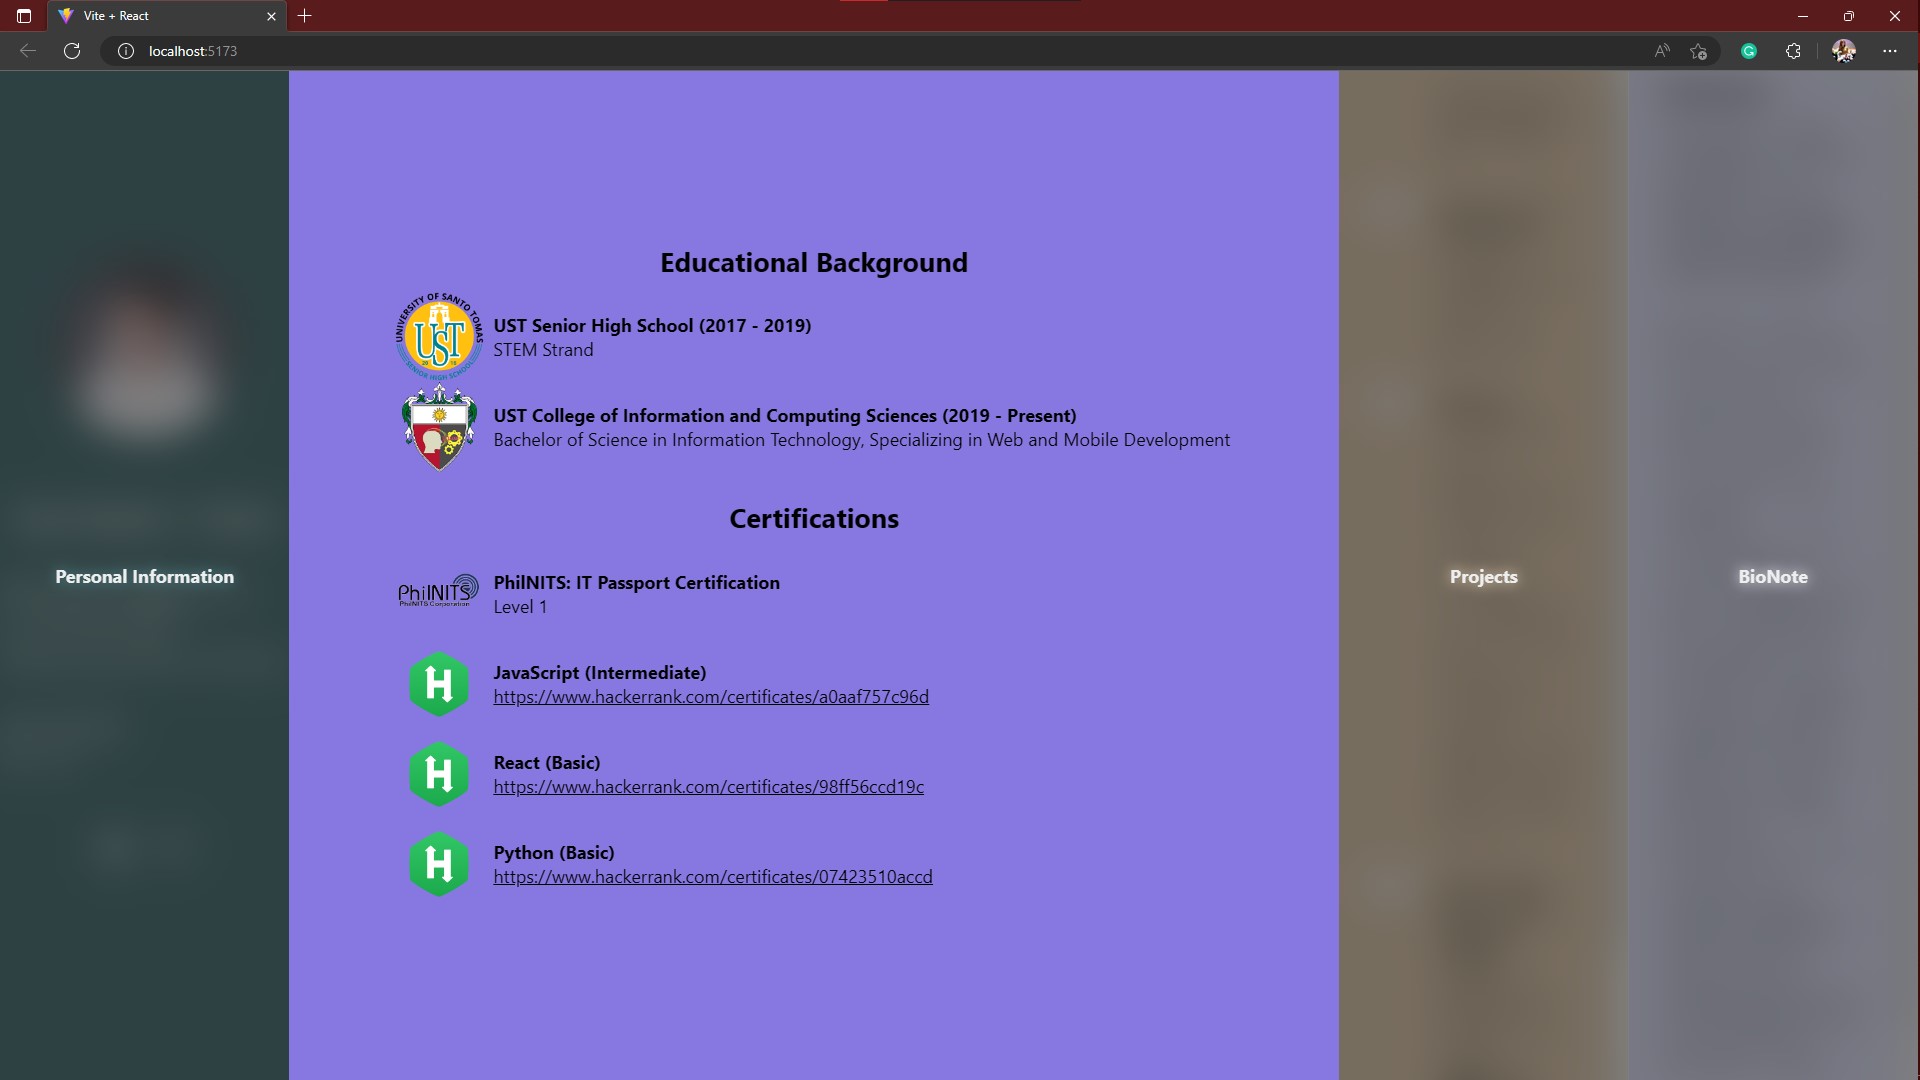 Vite + React
localhost:5173
Personal Information
Educational Background
UNIVERSITY OF SANTO TOMAS
UST
SENIOR HIGH SCHOOL
UST Senior High School (2017 - 2019)
STEM Strand
UST College of Information and Computing Sciences (2019 - Present)
Bachelor of Science in Information Technology, Specializing in Web and Mobile Development
Certifications
PhilNITS
PhilNITS Corporation
PhilNITS: IT Passport Certification
Level 1
H
JavaScript (Intermediate)
https://www.hackerrank.com/certificates/a0aaf757c96d
H
React (Basic)
https://www.hackerrank.com/certificates/98ff56ccd19c
H
Python (Basic)
https://www.hackerrank.com/certificates/07423510accd
Projects
BioNote